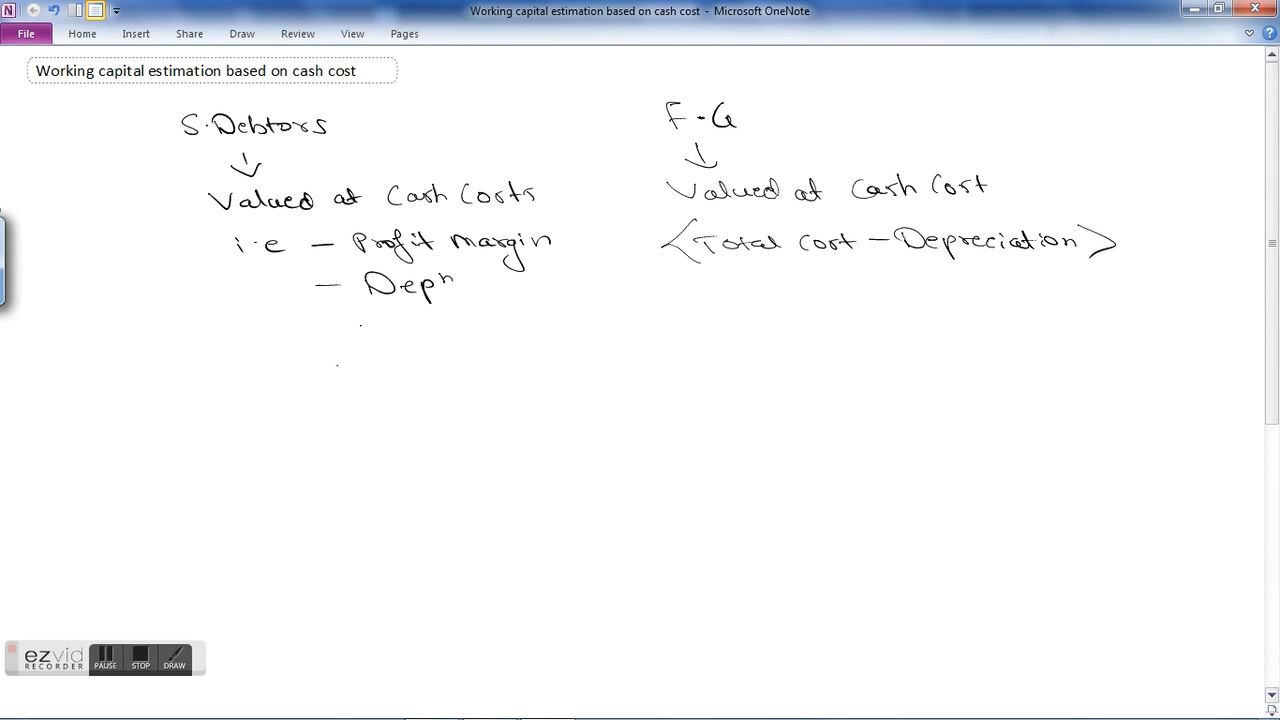 Working capital estimation based on cash cost - Microsoft OneNote
File Home Insert Share Draw Review View Pages
Working capital estimation based on cash cost
S.Debtors
Valued at Cash Costs
i.e — Profit margin
— Depn
F.G
Valued at Cash Cost
<Total cost — Depreciation>
ezvid
RECORDER
PAUSE STOP DRAW